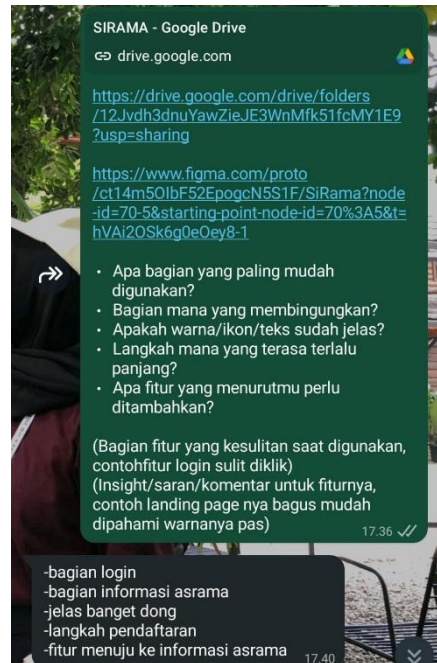 SIRAMA - Google Drive
drive.google.com
https://drive.google.com/drive/folders
/12Jvdh3dnuYawZieJE3WnMfk51fcMY1E9
?usp=sharing
https://www.figma.com/proto
/ct14m5OIbF52EpogcN5S1F/SiRama?node
-id=70-5&starting-point-node-id=70%3A5&t=
hVAi2OSk6g0eOey8-1
• Apa bagian yang paling mudah
digunakan?
• Bagian mana yang membingungkan?
• Apakah warna/ikon/teks sudah jelas?
• Langkah mana yang terasa terlalu
panjang?
• Apa fitur yang menurutmu perlu
ditambahkan?
(Bagian fitur yang kesulitan saat digunakan,
contohfitur login sulit diklik)
(Insight/saran/komentar untuk fiturnya,
contoh landing page nya bagus mudah
dipahami warnanya pas)
17.36
-bagian login
-bagian informasi asrama
-jelas banget dong
-langkah pendaftaran
-fitur menuju ke informasi asrama
17.40